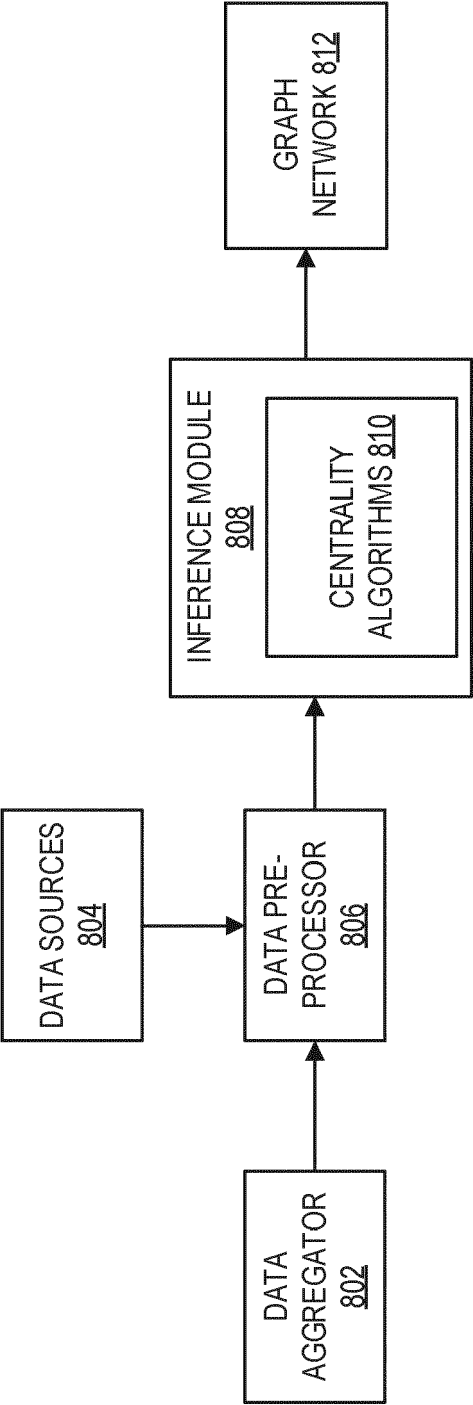 DATA SOURCES
804
DATA
AGGREGATOR
802
DATA PRE-
PROCESSOR
806
INFERENCE MODULE
808
CENTRALITY
ALGORITHMS 810
GRAPH
NETWORK 812